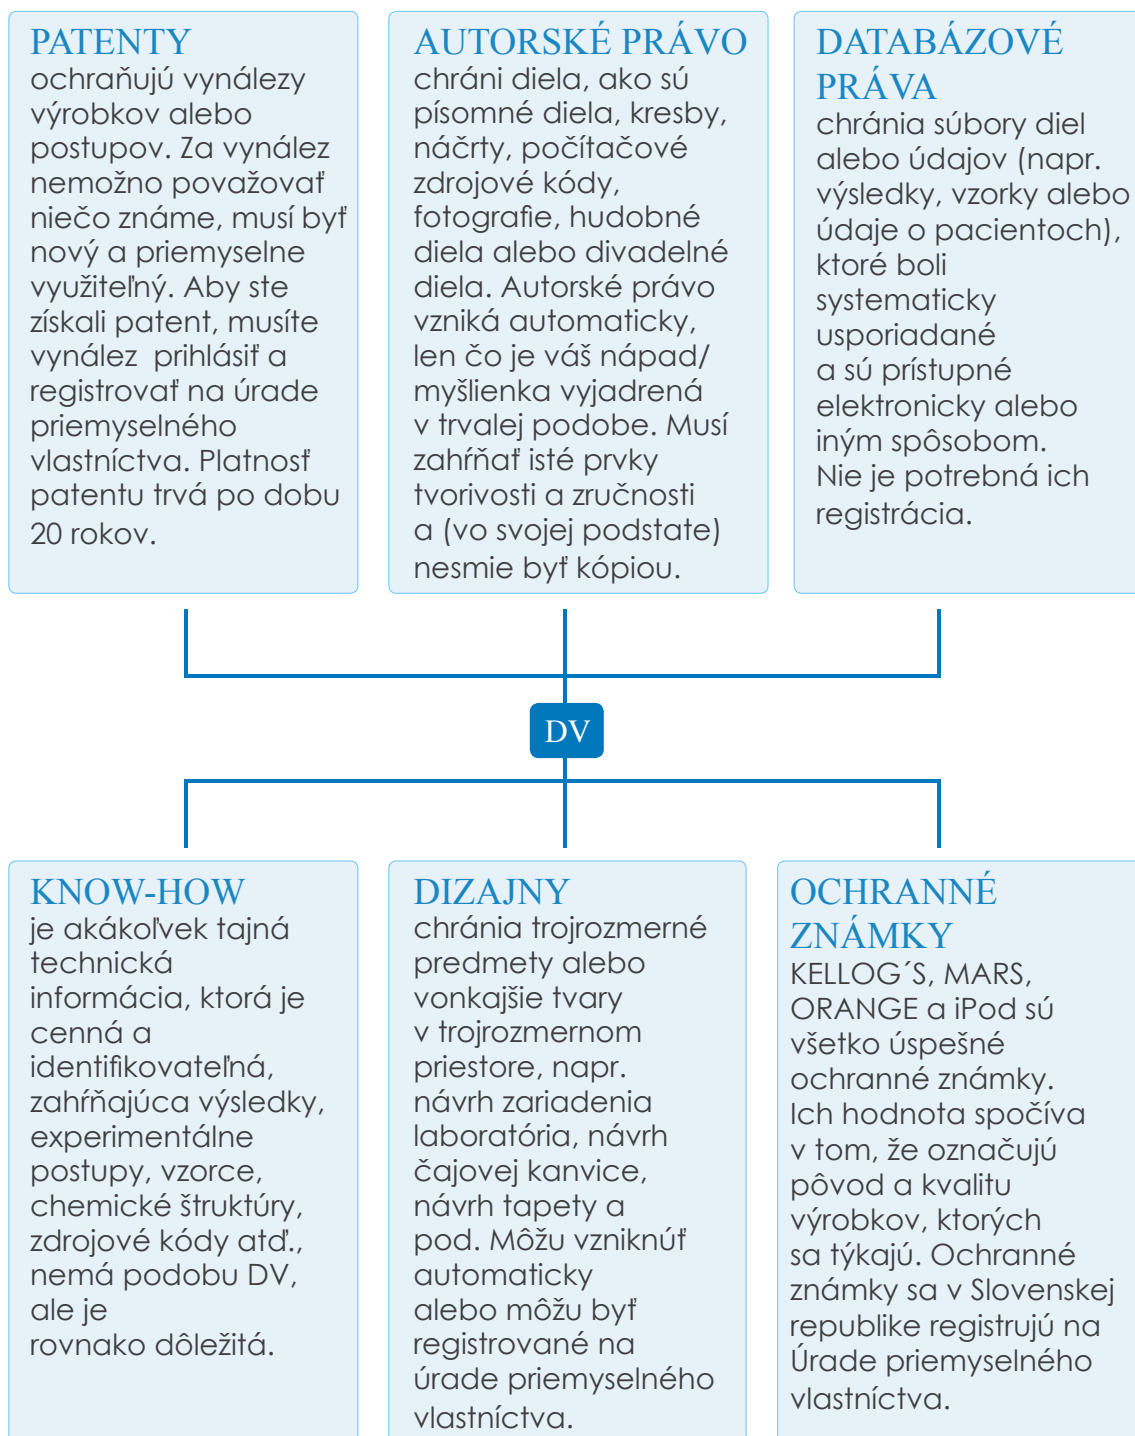 PATENTY
ochraňujú vynálezy
výrobkov alebo
postupov. Za vynález
nemožno považovať
niečo známe, musí byť
nový a priemyselne
využiteľný. Aby ste
získali patent, musíte
vynález  prihlásiť a
registrovať na úrade
priemyselného
vlastníctva. Platnosť
patentu trvá po dobu
20 rokov.
AUTORSKÉ PRÁVO
chráni diela, ako sú
písomné diela, kresby,
náčrty, počítačové
zdrojové kódy,
fotografie, hudobné
diela alebo divadelné
diela. Autorské právo
vzniká automaticky,
len čo je váš nápad/
myšlienka vyjadrená
v trvalej podobe. Musí
zahŕňať isté prvky
tvorivosti a zručnosti
a (vo svojej podstate)
nesmie byť kópiou.
DATABÁZOVÉ
PRÁVA
chránia súbory diel
alebo údajov (napr.
výsledky, vzorky alebo
údaje o pacientoch),
ktoré boli
systematicky
usporiadané
a sú prístupné
elektronicky alebo
iným spôsobom.
Nie je potrebná ich
registrácia.
DV
KNOW-HOW
je akákoľvek tajná
technická
informácia, ktorá je
cenná a
identifikovateľná,
zahŕňajúca výsledky,
experimentálne
postupy, vzorce,
chemické štruktúry,
zdrojové kódy atď.,
nemá podobu DV,
ale je
rovnako dôležitá.
DIZAJNY
chránia trojrozmerné
predmety alebo
vonkajšie tvary
v trojrozmernom
priestore, napr.
návrh zariadenia
laboratória, návrh
čajovej kanvice,
návrh tapety a
pod. Môžu vzniknúť
automaticky
alebo môžu byť
registrované na
úrade priemyselného
vlastníctva.
OCHRANNÉ
ZNÁMKY
KELLOG´S, MARS,
ORANGE a iPod sú
všetko úspešné
ochranné známky.
Ich hodnota spočíva
v tom, že označujú
pôvod a kvalitu
výrobkov, ktorých
sa týkajú. Ochranné
známky sa v Slovenskej
republike registrujú na
Úrade priemyselného
vlastníctva.